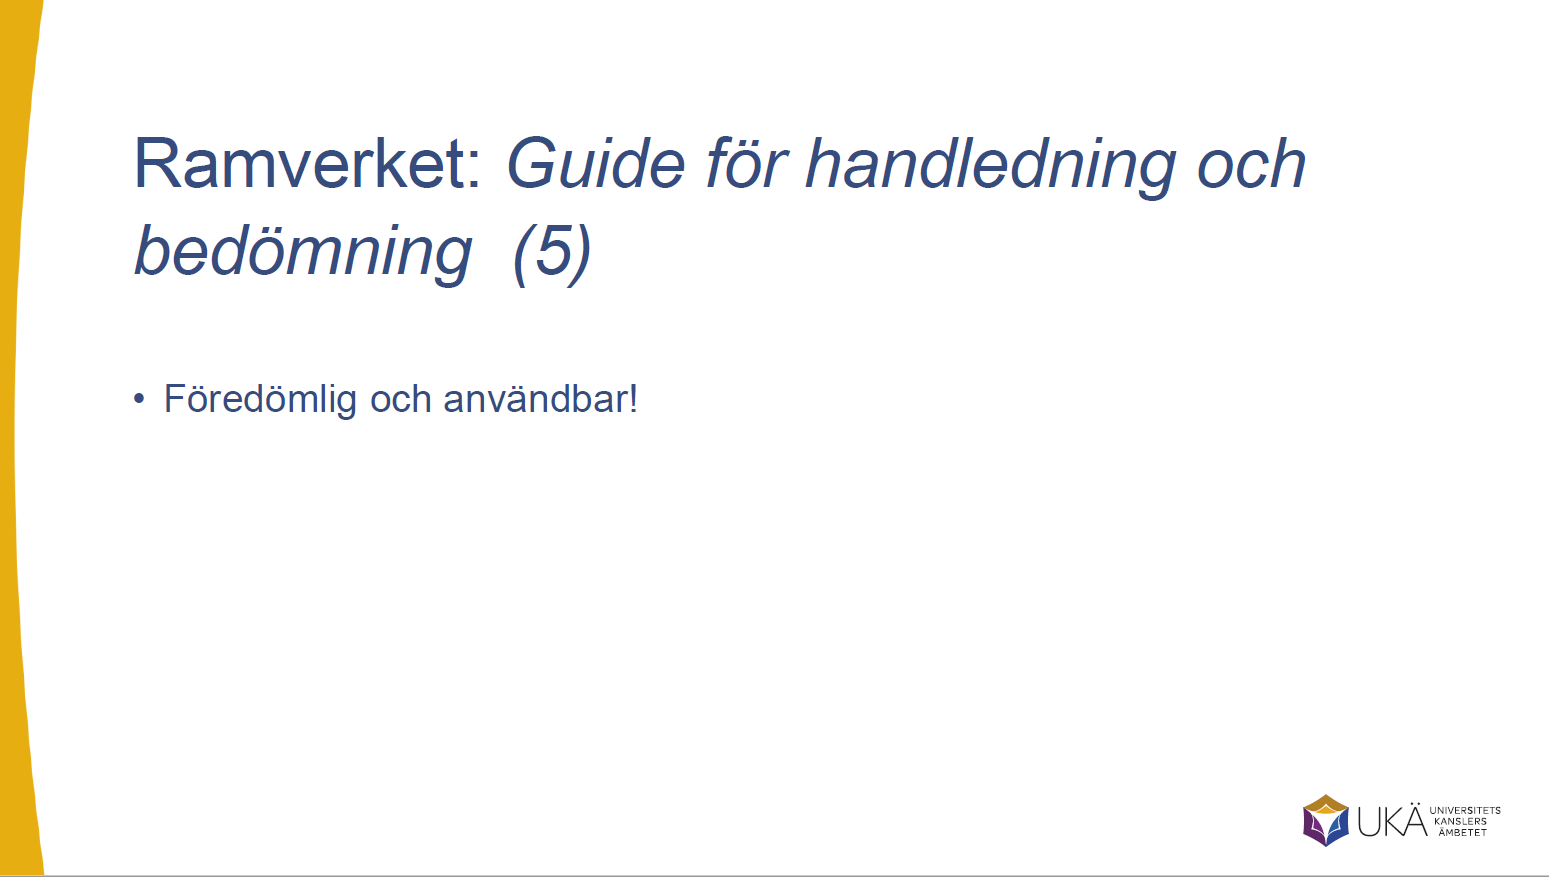 Ramverket: Guide för handledning och
bedömning (5)
• Föredömlig och användbar!
UKÄ
UNIVERSITETS
KANSLERS
ÄMBETET